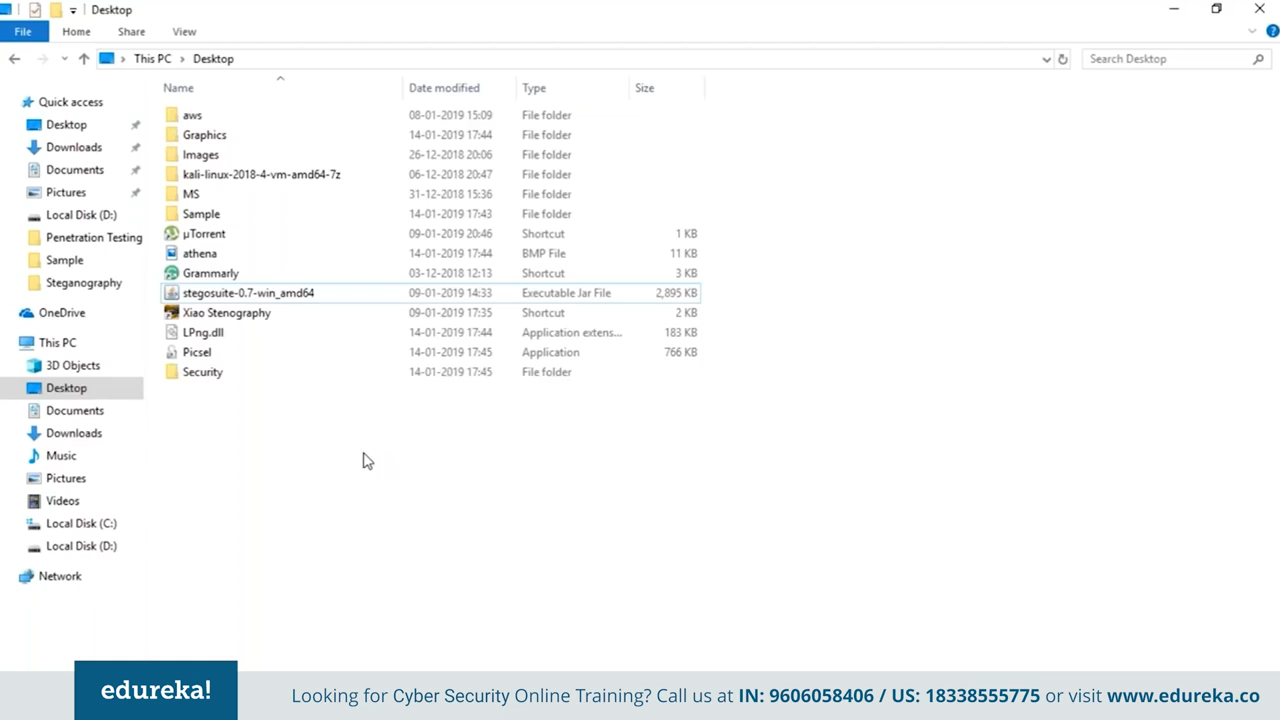 Desktop
File Home Share View
This PC Desktop Search Desktop
Name Date modified Type Size
Quick access
Desktop
Downloads
Documents
Pictures
Local Disk (D:)
Penetration Testing
Sample
Steganography
OneDrive
This PC
3D Objects
Desktop
Documents
Downloads
Music
Pictures
Videos
Local Disk (C:)
Local Disk (D:)
Network
aws 08-01-2019 15:09 File folder
Graphics 14-01-2019 17:44 File folder
Images 26-12-2018 20:06 File folder
kali-linux-2018-4-vm-amd64-7z 06-12-2018 20:47 File folder
MS 31-12-2018 15:36 File folder
Sample 14-01-2019 17:43 File folder
µTorrent 09-01-2019 20:46 Shortcut 1 KB
athena 14-01-2019 17:44 BMP File 11 KB
Grammarly 03-12-2018 12:13 Shortcut 3 KB
stegosuite-0.7-win_amd64 09-01-2019 14:33 Executable Jar File 2,895 KB
Xiao Stenography 09-01-2019 17:35 Shortcut 2 KB
LPng.dll 14-01-2019 17:44 Application extens... 183 KB
Picsel 14-01-2019 17:45 Application 766 KB
Security 14-01-2019 17:45 File folder
edureka!
Looking for Cyber Security Online Training? Call us at IN: 9606058406 / US: 18338555775 or visit www.edureka.co